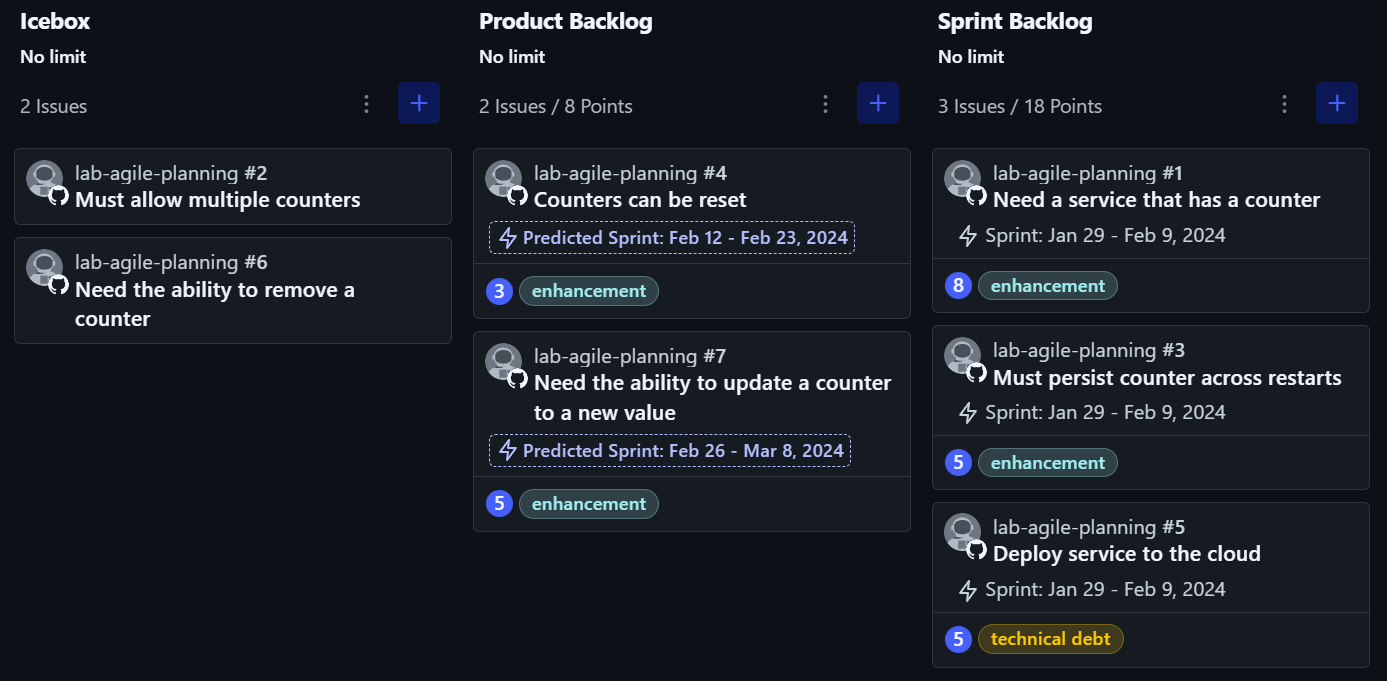 Icebox
No limit
2 Issues
lab-agile-planning #2
Must allow multiple counters
lab-agile-planning #6
Need the ability to remove a
counter
Product Backlog
No limit
2 Issues / 8 Points
lab-agile-planning #4
Counters can be reset
Predicted Sprint: Feb 12 - Feb 23, 2024
3 enhancement
lab-agile-planning #7
Need the ability to update a counter
to a new value
Predicted Sprint: Feb 26 - Mar 8, 2024
5 enhancement
Sprint Backlog
No limit
3 Issues / 18 Points
lab-agile-planning #1
Need a service that has a counter
Sprint: Jan 29 - Feb 9, 2024
8 enhancement
lab-agile-planning #3
Must persist counter across restarts
Sprint: Jan 29 - Feb 9, 2024
5 enhancement
lab-agile-planning #5
Deploy service to the cloud
Sprint: Jan 29 - Feb 9, 2024
5 technical debt